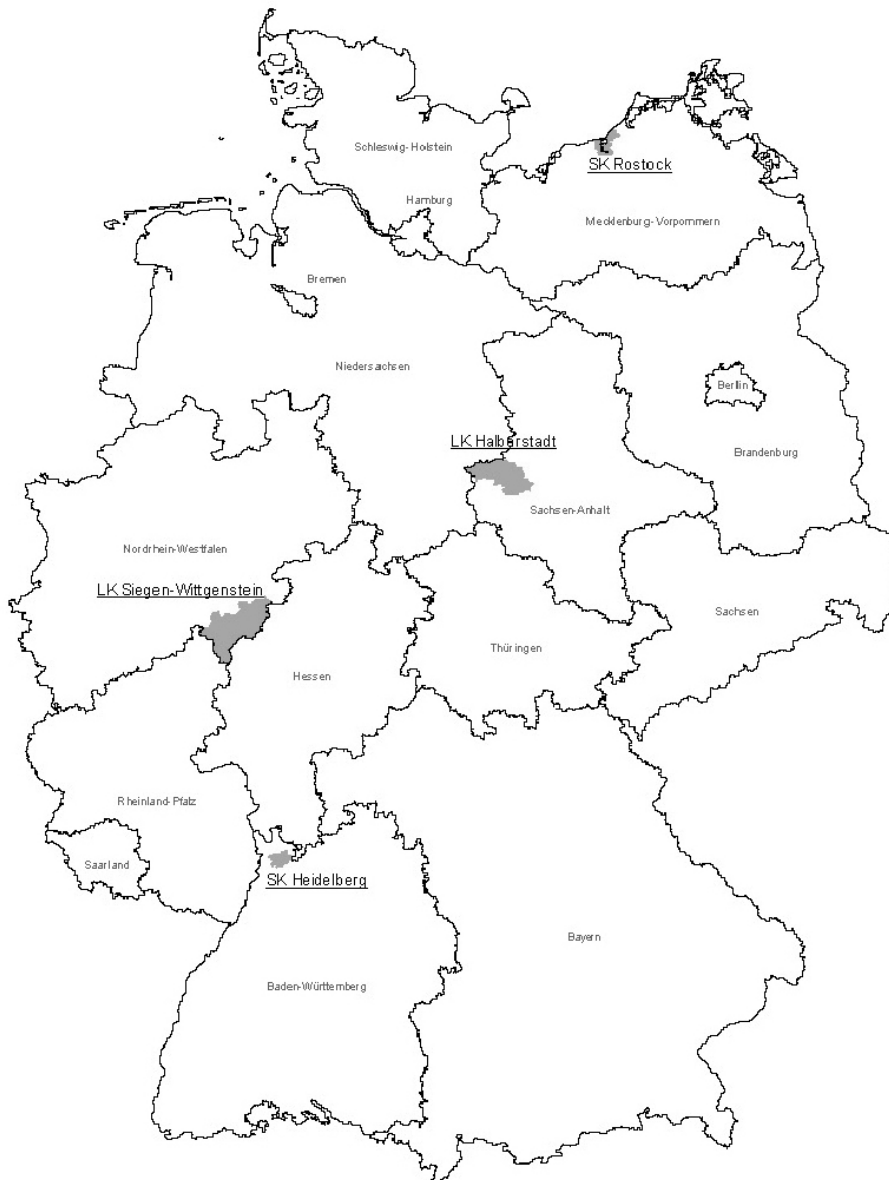 Schleswig-Holstein
SK Rostock
Hamburg
Mecklenburg-Vorpommern
Bremen
Niedersachsen
Berlin
LK Halberstadt
Brandenburg
Sachsen-Anhalt
Nordrhein-Westfalen
LK Siegen-Wittgenstein
Sachsen
Thüringen
Hessen
Rheinland-Pfalz
Saarland
SK Heidelberg
Bayern
Baden-Württemberg